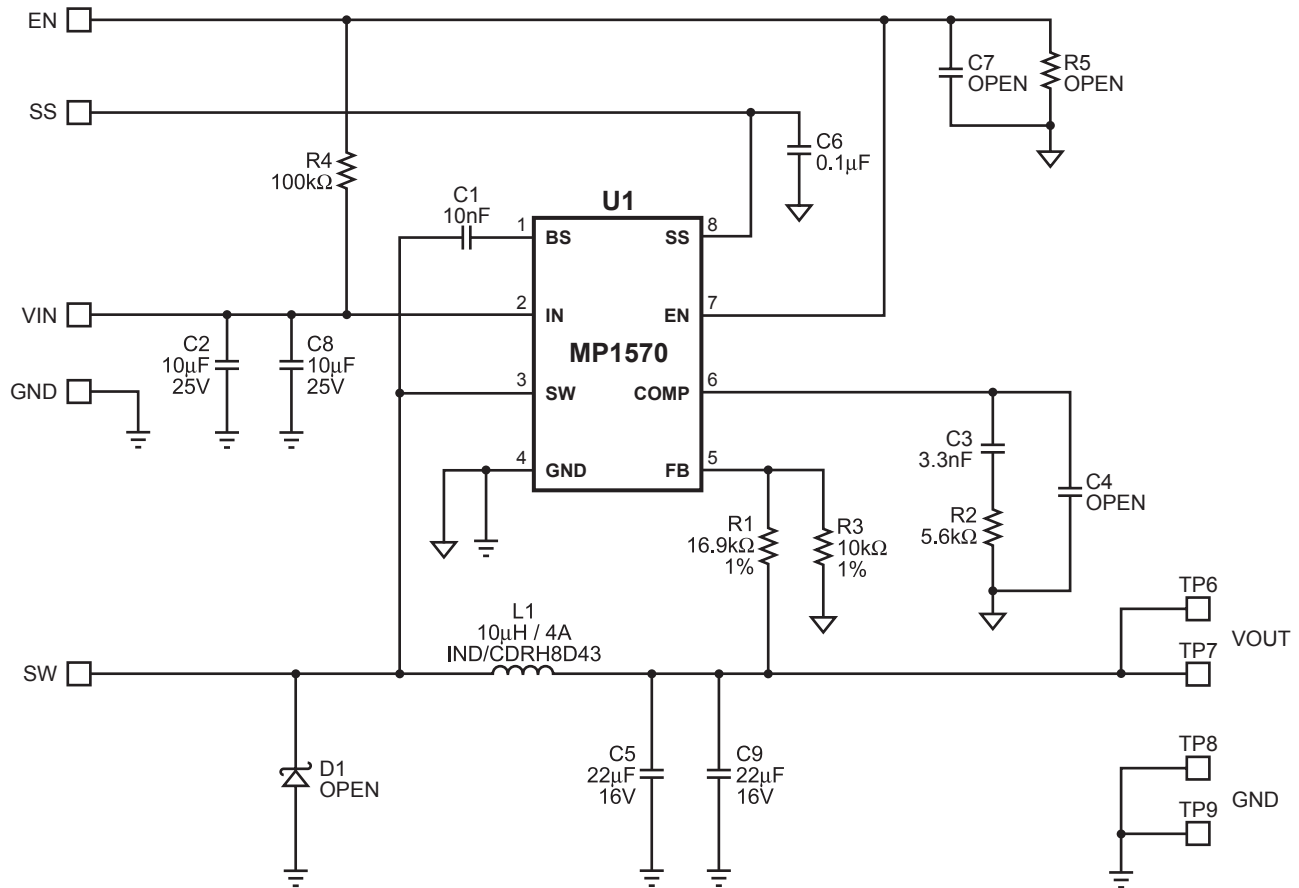 EN
C7
OPEN
R5
OPEN
SS
C6
0.1µF
R4
100kΩ
C1
10nF
U1
1
BS
SS
8
VIN
2
IN
EN
7
C2
10µF
25V
C8
10µF
25V
MP1570
GND
3
SW
COMP
6
C3
3.3nF
4
GND
FB
5
C4
OPEN
R1
16.9kΩ
1%
R3
10kΩ
1%
R2
5.6kΩ
L1
10µH / 4A
IND/CDRH8D43
TP6
VOUT
TP7
SW
D1
OPEN
C5
22µF
16V
C9
22µF
16V
TP8
GND
TP9